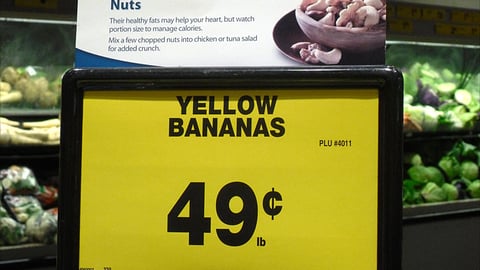 Nuts
Their healthy fats may help your heart, but watch
portion size to manage calories.
Mix a few chopped nuts into chicken or tuna salad
for added crunch.
YELLOW
BANANAS
PLU #4011
49¢
lb